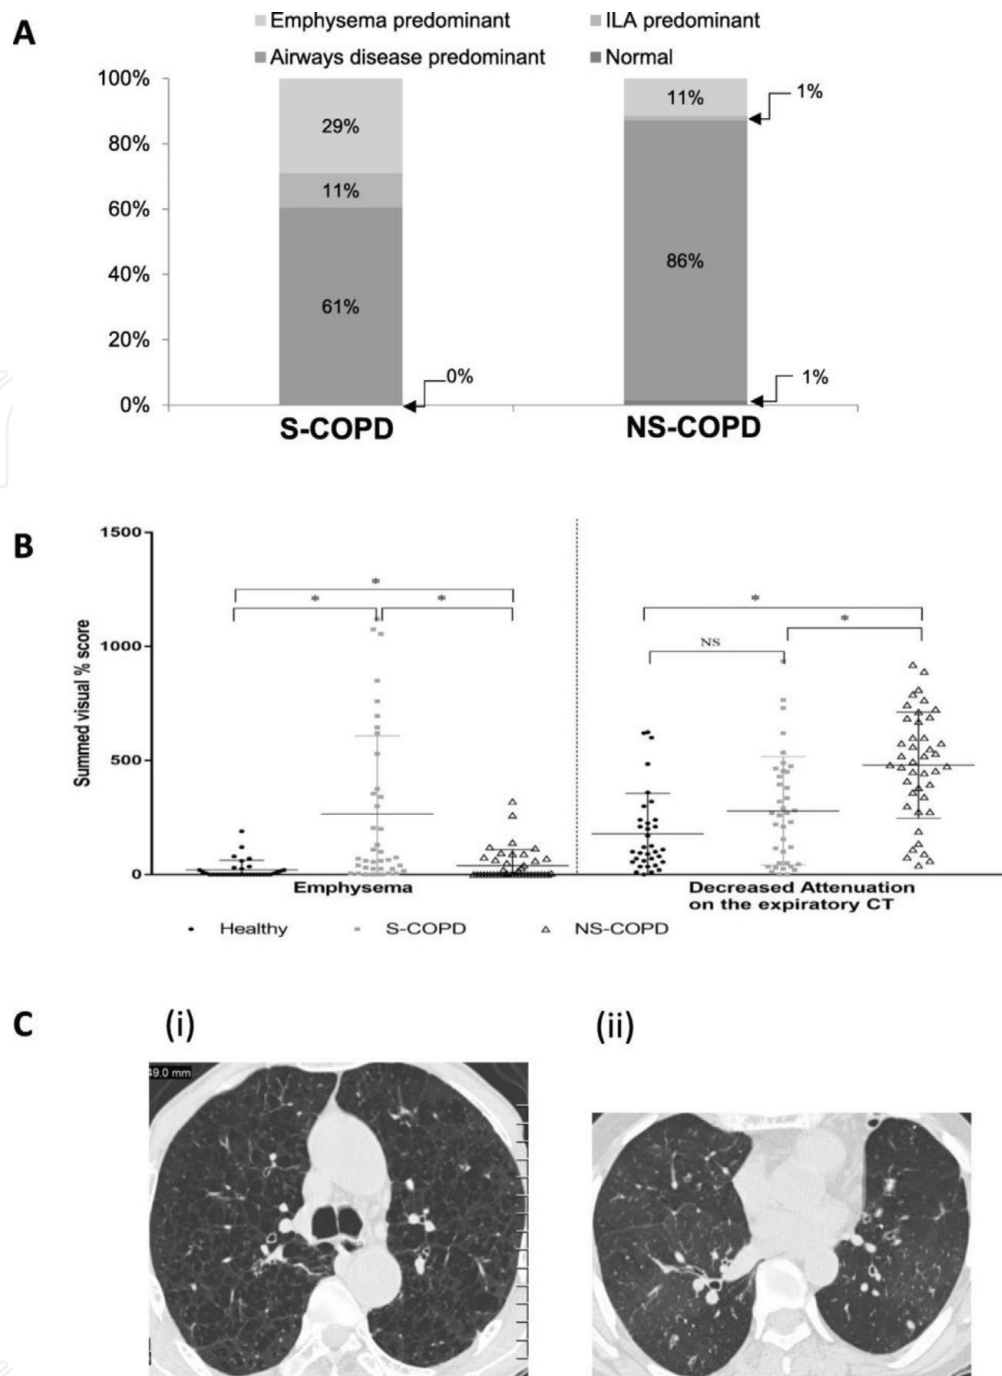 A
Emphysema predominant ILA predominant
Airways disease predominant Normal
100%
80%
60%
40%
20%
0%
29%
11%
61%
0%
11%
1%
86%
1%
S-COPD NS-COPD
B
Summed visual % score
1500
1000
500
0
* * *
NS * *
Emphysema
Decreased Attenuation
on the expiratory CT
Healthy S-COPD NS-COPD
C (i) (ii)
49.0 mm